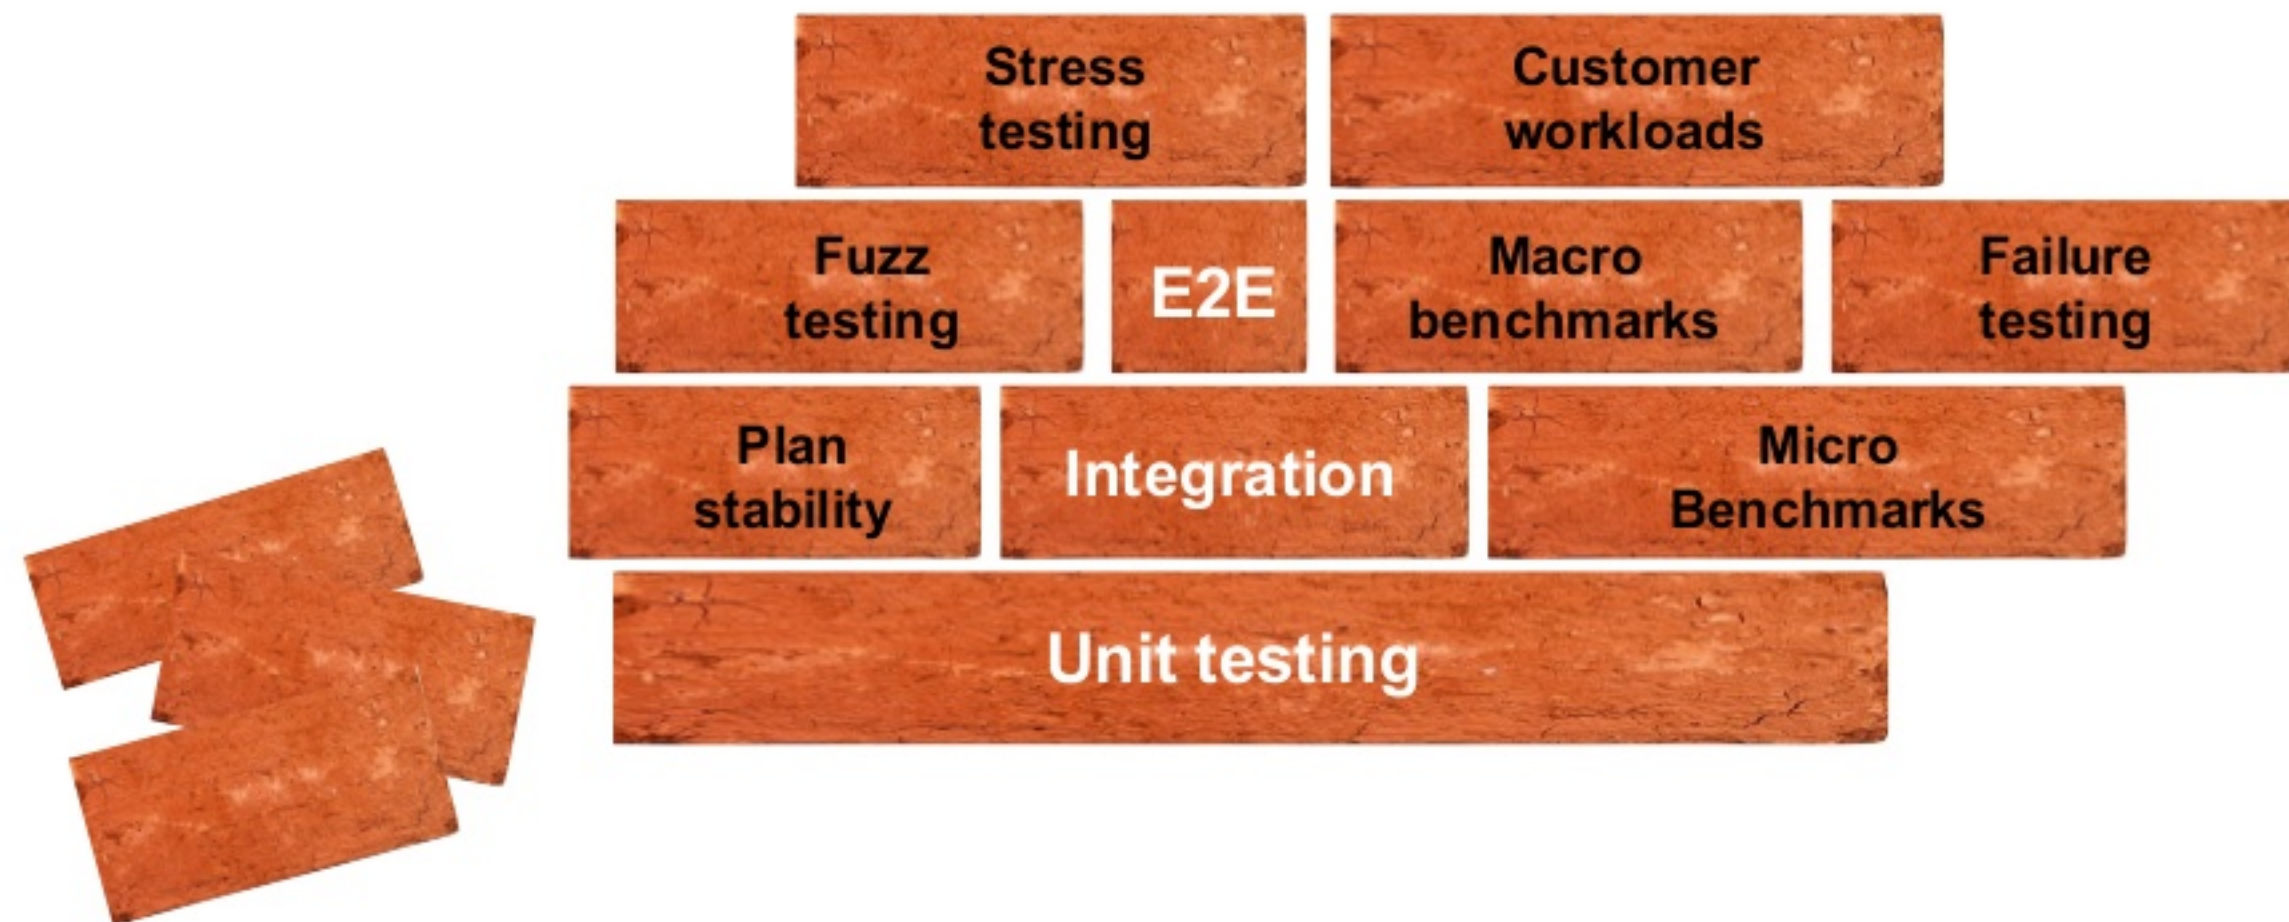 Stress
testing
Customer
workloads
Fuzz
testing
E2E
Macro
benchmarks
Failure
testing
Plan
stability
Integration
Micro
Benchmarks
Unit testing